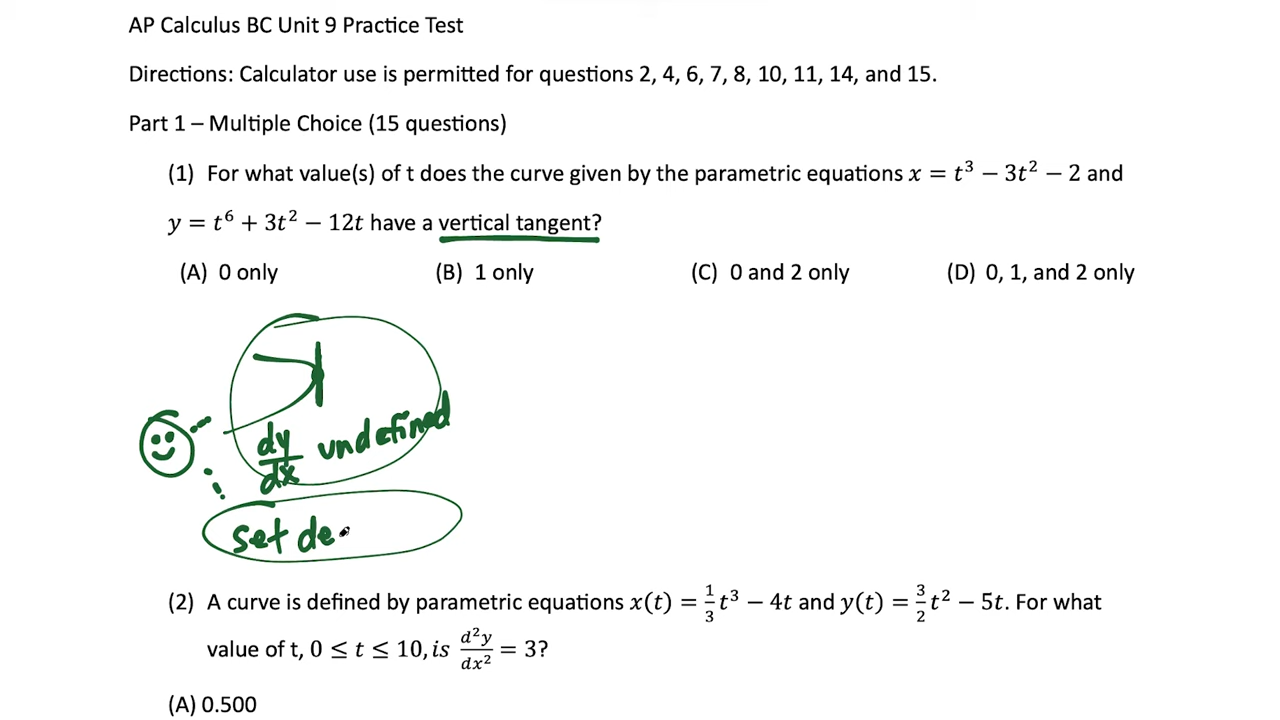 AP Calculus BC Unit 9 Practice Test
Directions: Calculator use is permitted for questions 2, 4, 6, 7, 8, 10, 11, 14, and 15.
Part 1 – Multiple Choice (15 questions)
(1) For what value(s) of t does the curve given by the parametric equations x = t³ − 3t² − 2 and
y = t⁶ + 3t² − 12t have a vertical tangent?
(A) 0 only (B) 1 only (C) 0 and 2 only (D) 0, 1, and 2 only
dy/dx undefined
set de
(2) A curve is defined by parametric equations x(t) = 1/3 t³ − 4t and y(t) = 3/2 t² − 5t. For what
value of t, 0 ≤ t ≤ 10, is d²y/dx² = 3?
(A) 0.500